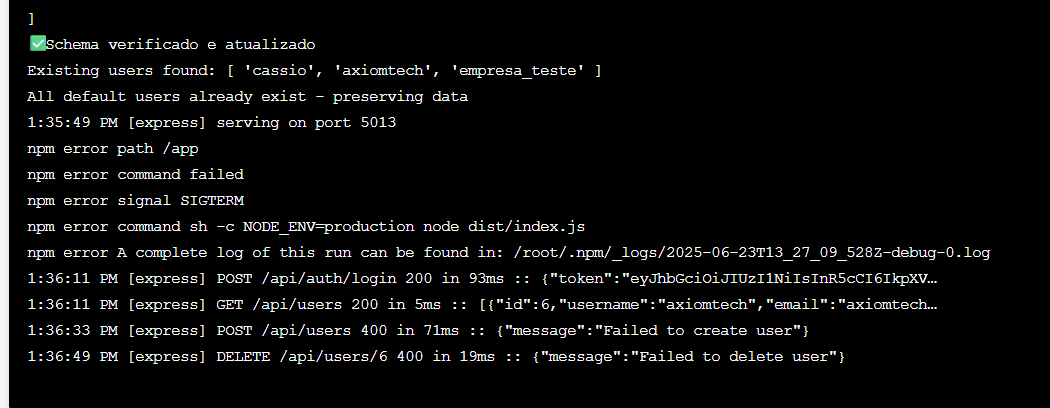 ]
✅Schema verificado e atualizado
Existing users found: [ 'cassio', 'axiomtech', 'empresa_teste' ]
All default users already exist - preserving data
1:35:49 PM [express] serving on port 5013
npm error path /app
npm error command failed
npm error signal SIGTERM
npm error command sh -c NODE_ENV=production node dist/index.js
npm error A complete log of this run can be found in: /root/.npm/_logs/2025-06-23T13_27_09_528Z-debug-0.log
1:36:11 PM [express] POST /api/auth/login 200 in 93ms :: {"token":"eyJhbGciOiJIUzI1NiIsInR5cCI6IkpXV…
1:36:11 PM [express] GET /api/users 200 in 5ms :: [{"id":6,"username":"axiomtech","email":"axiomtech…
1:36:33 PM [express] POST /api/users 400 in 71ms :: {"message":"Failed to create user"}
1:36:49 PM [express] DELETE /api/users/6 400 in 19ms :: {"message":"Failed to delete user"}